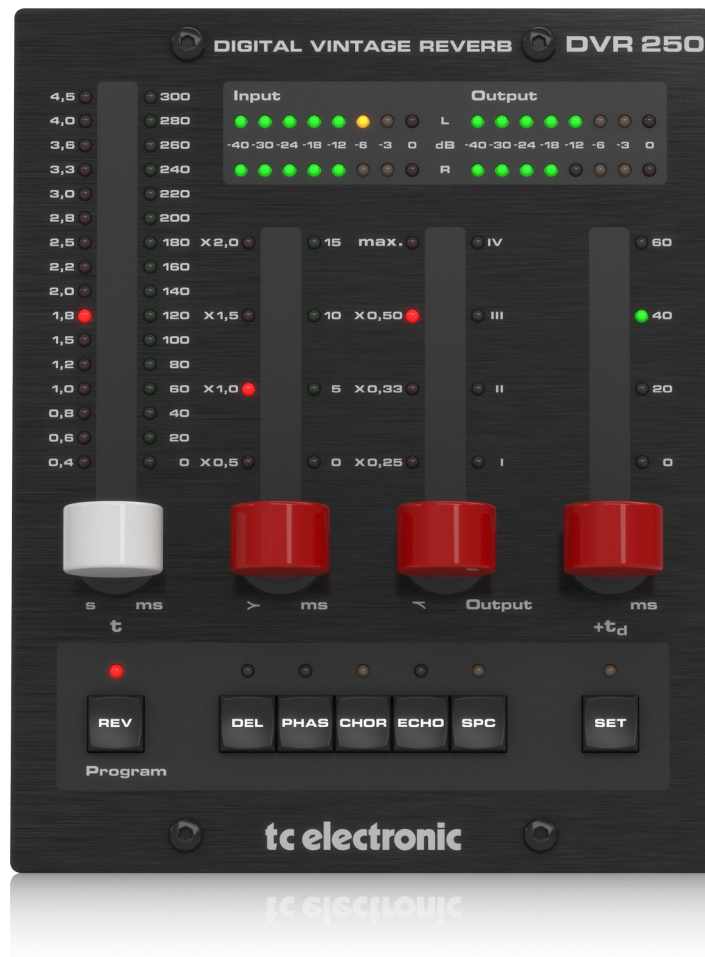 DIGITAL VINTAGE REVERB DVR 250
4,5 300 Input Output
4,0 280 L
3,6 260 -40 -30 -24 -18 -12 -6 -3 0 dB -40 -30 -24 -18 -12 -6 -3 0
3,3 240 R
3,0 220
2,8 200
2,5 180 X2,0 15 max. IV 60
2,2 160
2,0 140
1,8 120 X1,5 10 X0,50 III 40
1,5 100
1,2 80
1,0 60 X1,0 5 X0,33 II 20
0,8 40
0,6 20
0,4 0 X0,5 0 X0,25 I 0
s ms ms Output ms
t +td
REV DEL PHAS CHOR ECHO SPC SET
Program
tc electronic